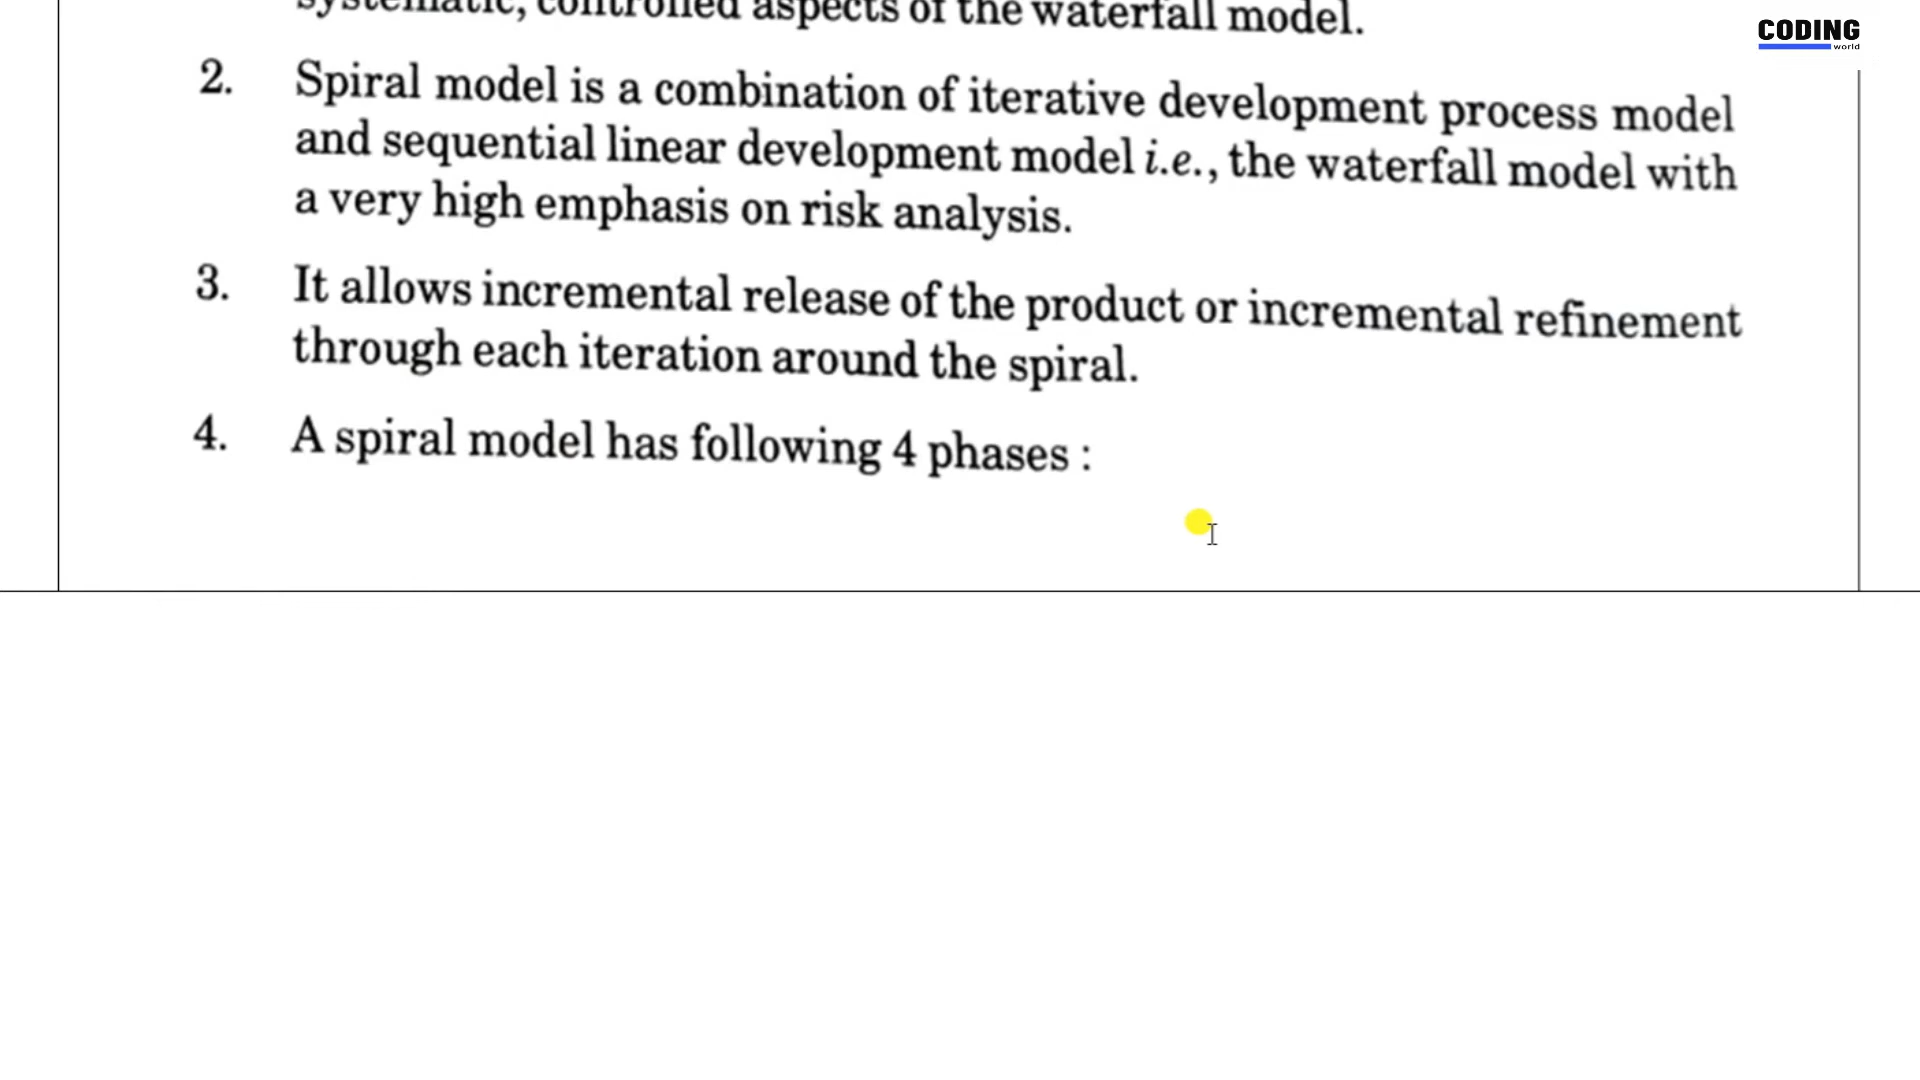 systematic, controlled aspects of the waterfall model.
CODING
world
2. Spiral model is a combination of iterative development process model
and sequential linear development model i.e., the waterfall model with
a very high emphasis on risk analysis.
3. It allows incremental release of the product or incremental refinement
through each iteration around the spiral.
4. A spiral model has following 4 phases :